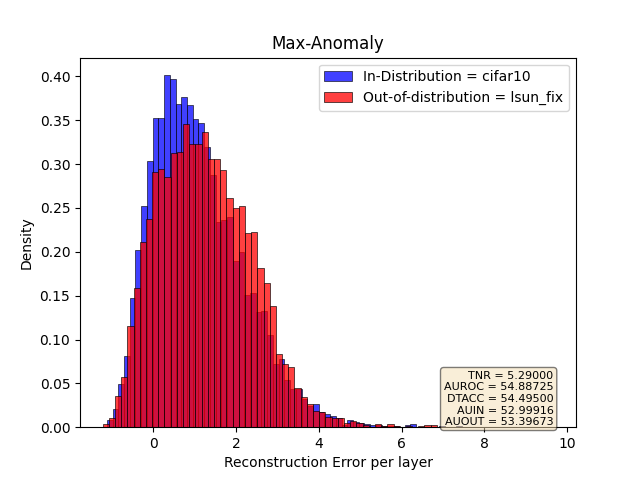 Max-Anomaly
In-Distribution = cifar10
Out-of-distribution = lsun_fix
Density
0.40
0.35
0.30
0.25
0.20
0.15
0.10
0.05
0.00
TNR = 5.29000
AUROC = 54.88725
DTACC = 54.49500
AUIN = 52.99916
AUOUT = 53.39673
0 2 4 6 8 10
Reconstruction Error per layer